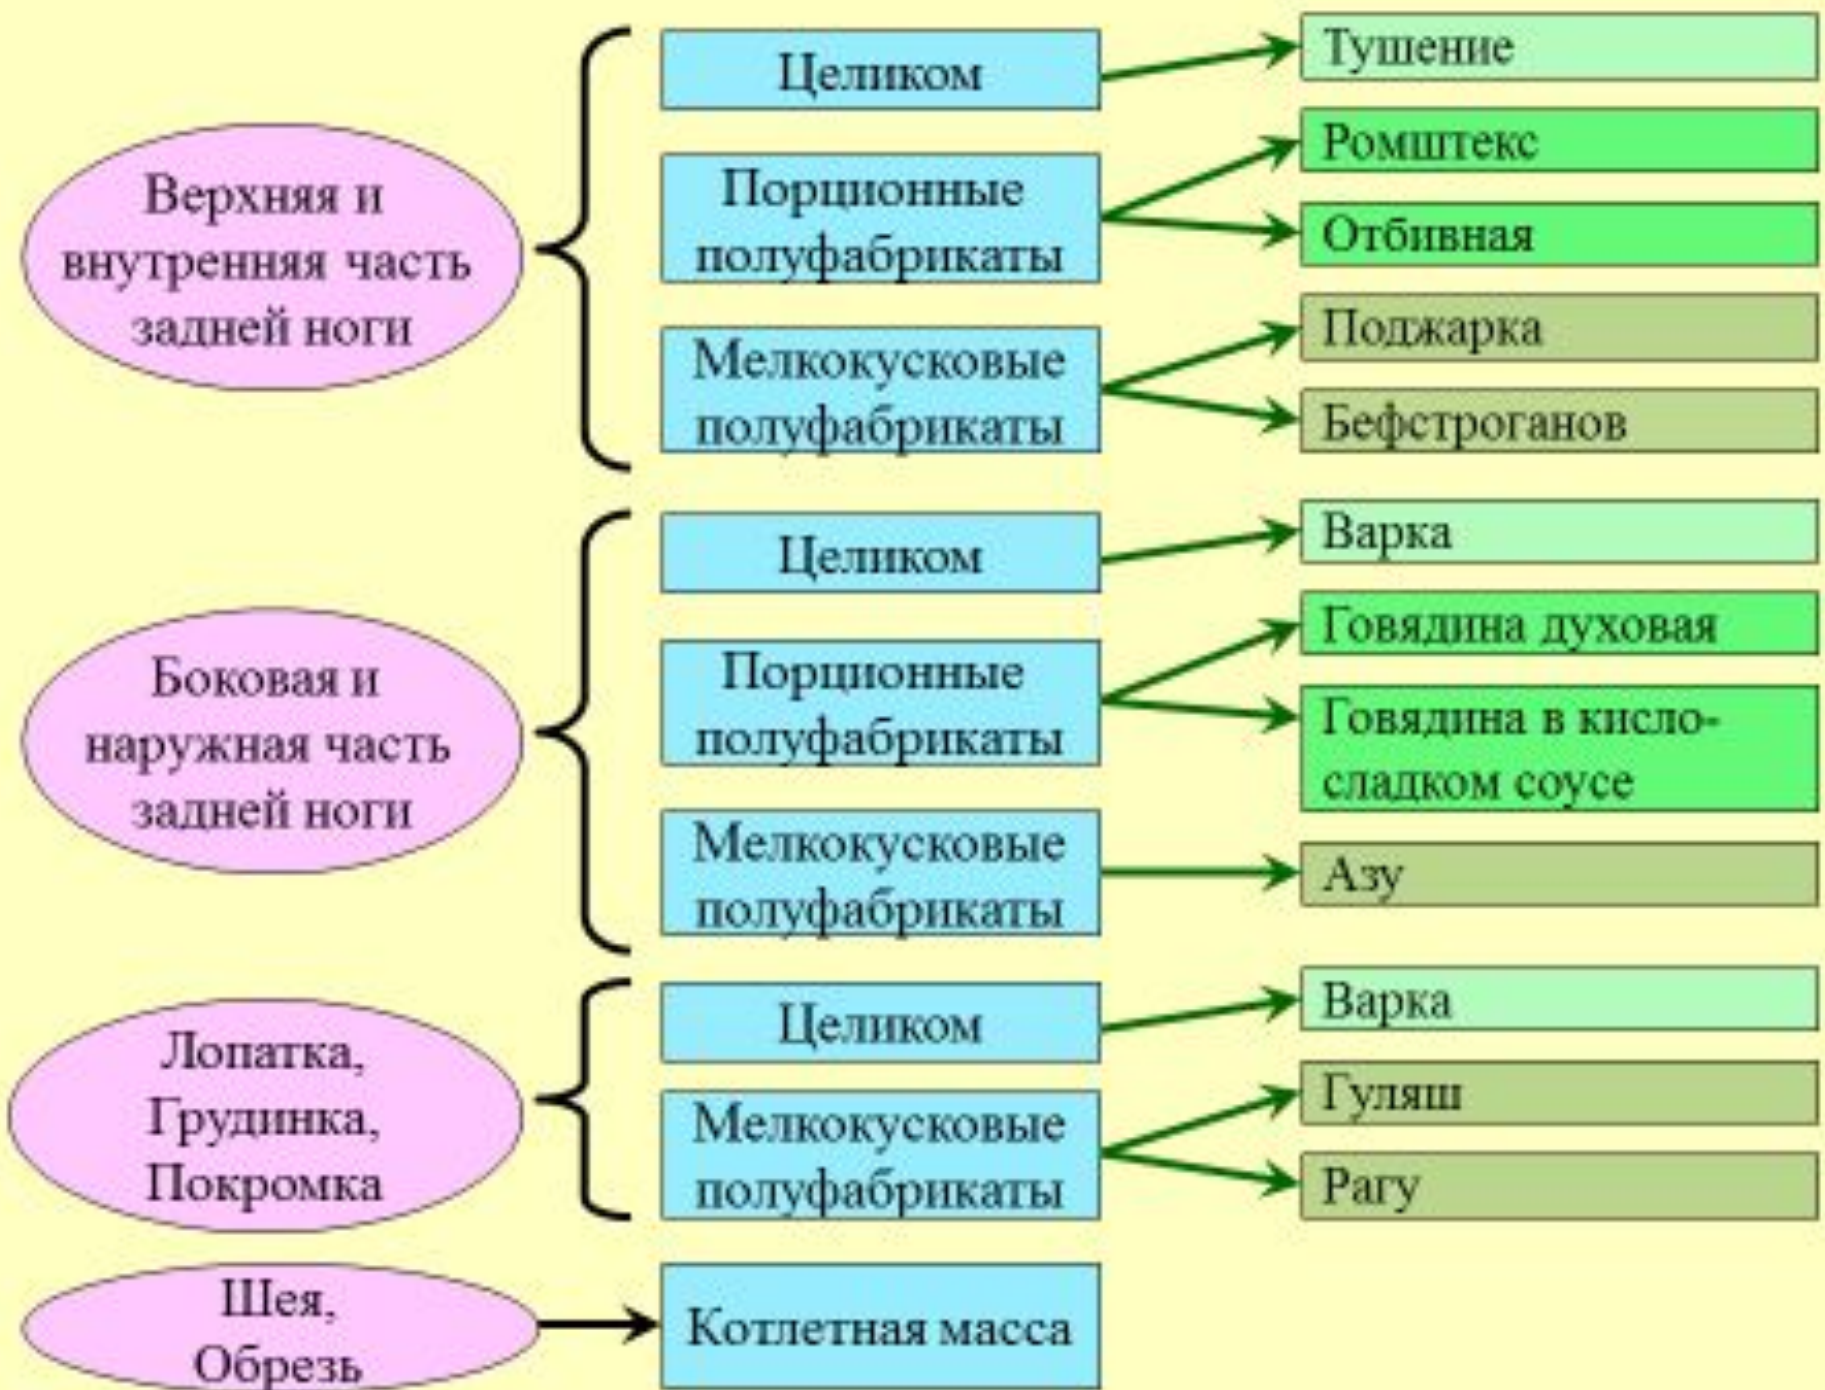 Верхняя и
внутренняя часть
задней ноги
Целиком
Тушение
Порционные
полуфабрикаты
Ромштекс
Отбивная
Мелкокусковые
полуфабрикаты
Поджарка
Бефстроганов
Боковая и
наружная часть
задней ноги
Целиком
Варка
Порционные
полуфабрикаты
Говядина духовая
Говядина в кисло-
сладком соусе
Мелкокусковые
полуфабрикаты
Азу
Лопатка,
Грудинка,
Покромка
Целиком
Варка
Мелкокусковые
полуфабрикаты
Гуляш
Рагу
Шея,
Обрезь
Котлетная масса